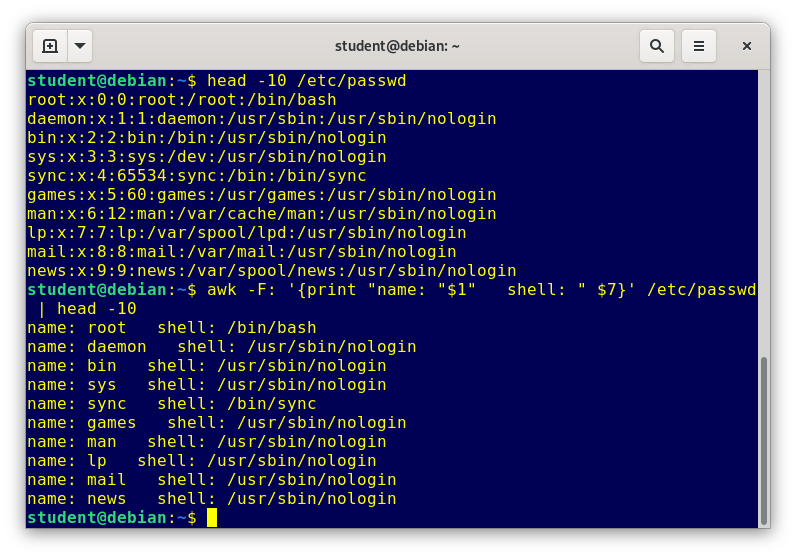 student@debian: ~
student@debian:~$ head -10 /etc/passwd
root:x:0:0:root:/root:/bin/bash
daemon:x:1:1:daemon:/usr/sbin:/usr/sbin/nologin
bin:x:2:2:bin:/bin:/usr/sbin/nologin
sys:x:3:3:sys:/dev:/usr/sbin/nologin
sync:x:4:65534:sync:/bin:/bin/sync
games:x:5:60:games:/usr/games:/usr/sbin/nologin
man:x:6:12:man:/var/cache/man:/usr/sbin/nologin
lp:x:7:7:lp:/var/spool/lpd:/usr/sbin/nologin
mail:x:8:8:mail:/var/mail:/usr/sbin/nologin
news:x:9:9:news:/var/spool/news:/usr/sbin/nologin
student@debian:~$ awk -F: '{print "name: "$1"   shell: " $7}' /etc/passwd
 | head -10
name: root   shell: /bin/bash
name: daemon   shell: /usr/sbin/nologin
name: bin   shell: /usr/sbin/nologin
name: sys   shell: /usr/sbin/nologin
name: sync   shell: /bin/sync
name: games   shell: /usr/sbin/nologin
name: man   shell: /usr/sbin/nologin
name: lp   shell: /usr/sbin/nologin
name: mail   shell: /usr/sbin/nologin
name: news   shell: /usr/sbin/nologin
student@debian:~$